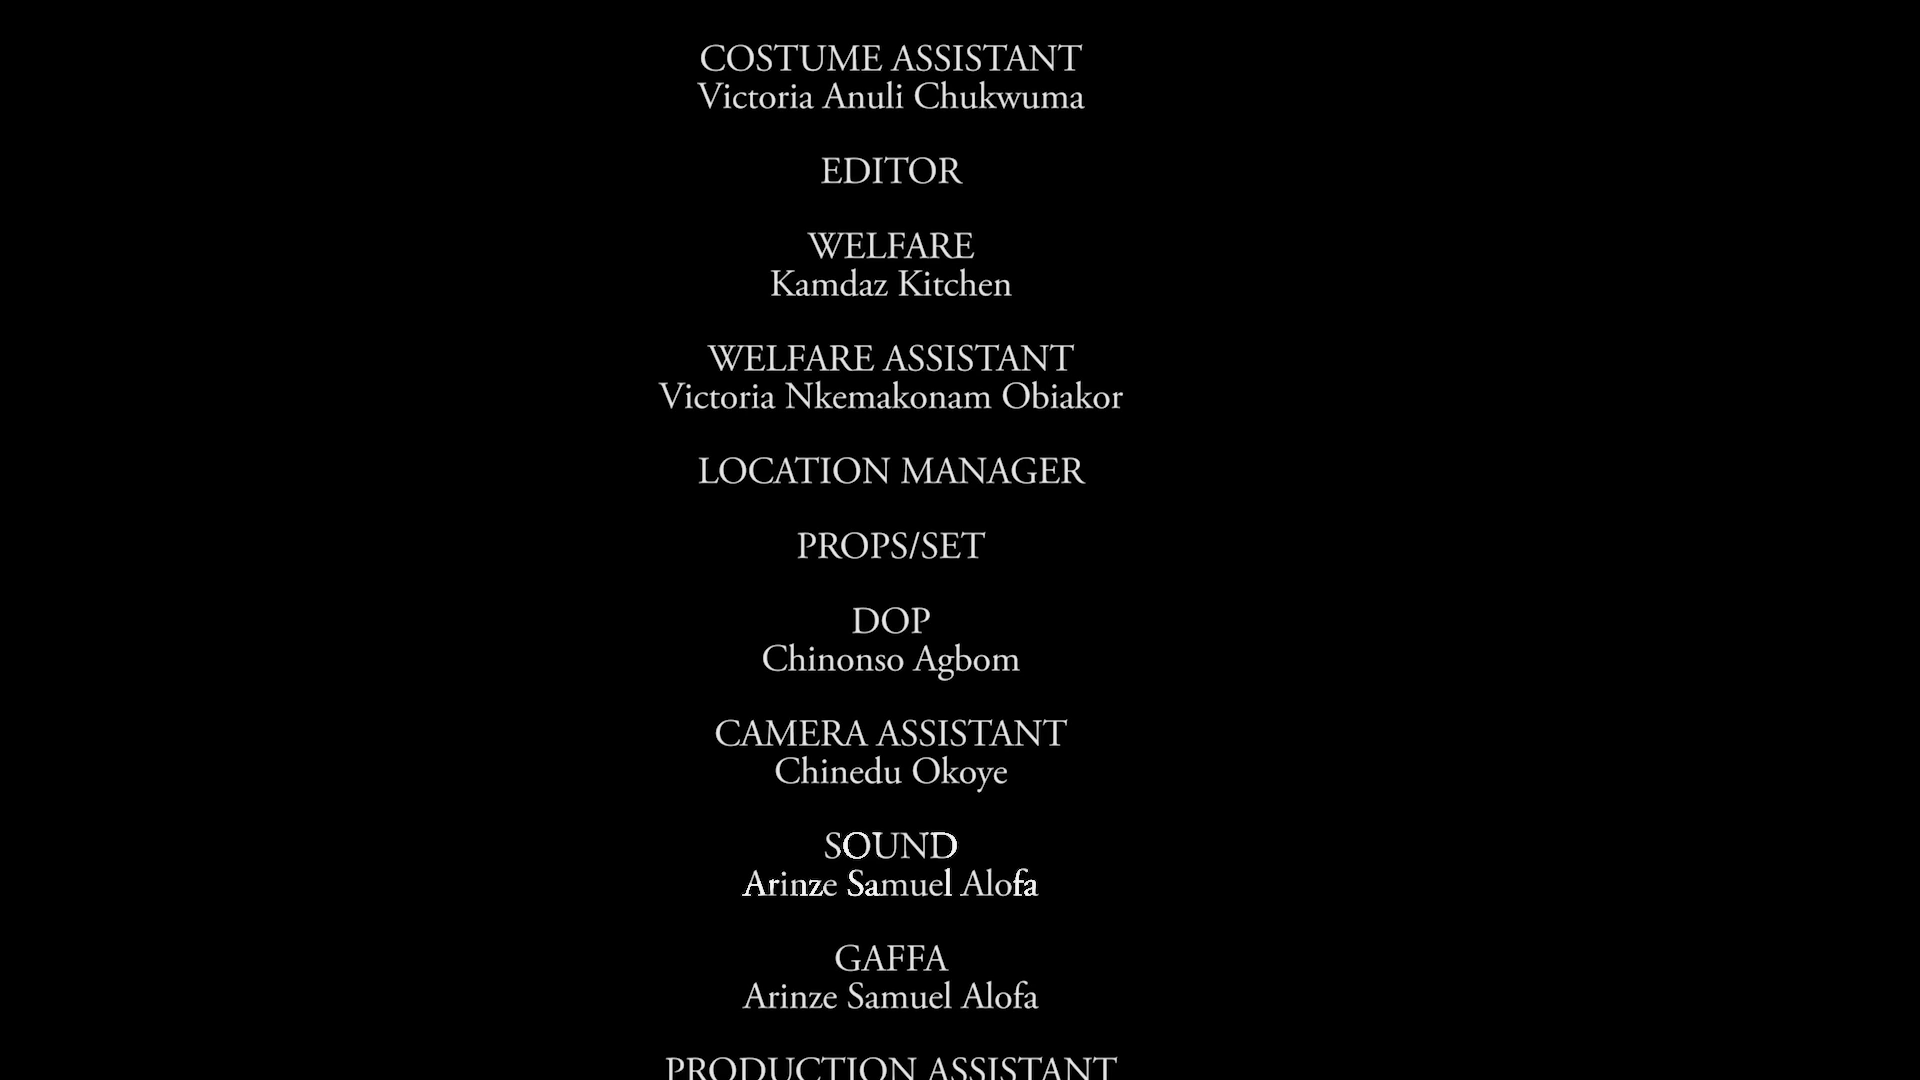 COSTUME ASSISTANT
Victoria Anuli Chukwuma
EDITOR
WELFARE
Kamdaz Kitchen
WELFARE ASSISTANT
Victoria Nkemakonam Obiakor
LOCATION MANAGER
PROPS/SET
DOP
Chinonso Agbom
CAMERA ASSISTANT
Chinedu Okoye
SOUND
Arinze Samuel Alofa
GAFFA
Arinze Samuel Alofa
PRODUCTION ASSISTANT